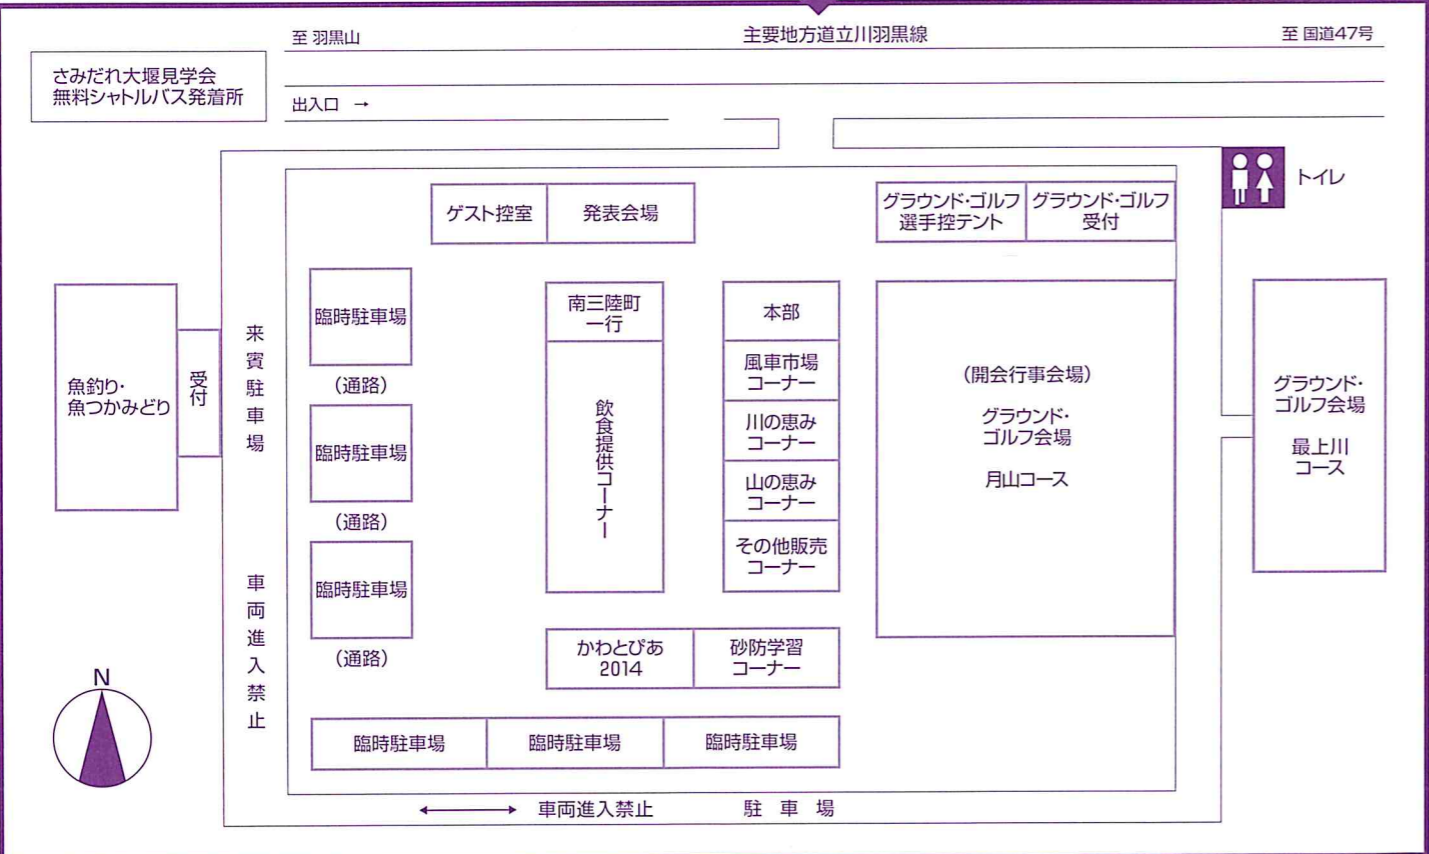 至 羽黒山
主要地方道立川羽黒線
至 国道47号
さみだれ大堰見学会
無料シャトルバス発着所
出入口 →
トイレ
ゲスト控室
発表会場
グラウンド・ゴルフ
選手控テント
グラウンド・ゴルフ
受付
魚釣り・
魚つかみどり
受付
来賓駐車場
車両進入禁止
臨時駐車場
(通路)
臨時駐車場
(通路)
臨時駐車場
(通路)
南三陸町
一行
飲食提供コーナー
本部
風車市場
コーナー
川の恵み
コーナー
山の恵み
コーナー
その他販売
コーナー
(開会行事会場)
グラウンド・
ゴルフ会場
月山コース
グラウンド・
ゴルフ会場
最上川
コース
かわとぴあ
2014
砂防学習
コーナー
臨時駐車場
臨時駐車場
臨時駐車場
車両進入禁止
駐車場
N